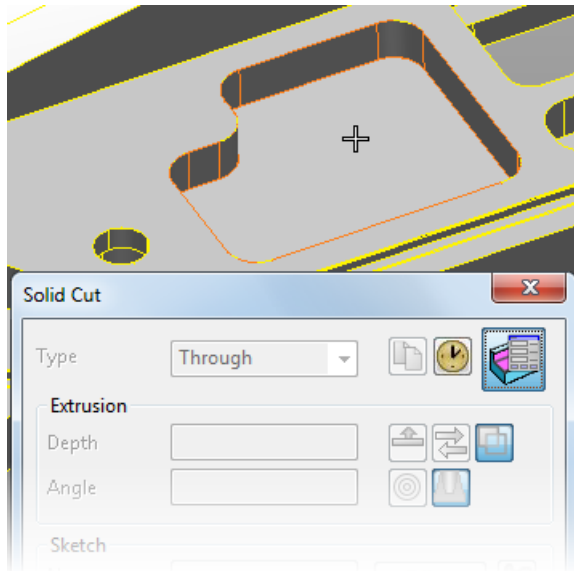 Solid Cut
Type
Through
Extrusion
Depth
Angle
Sketch